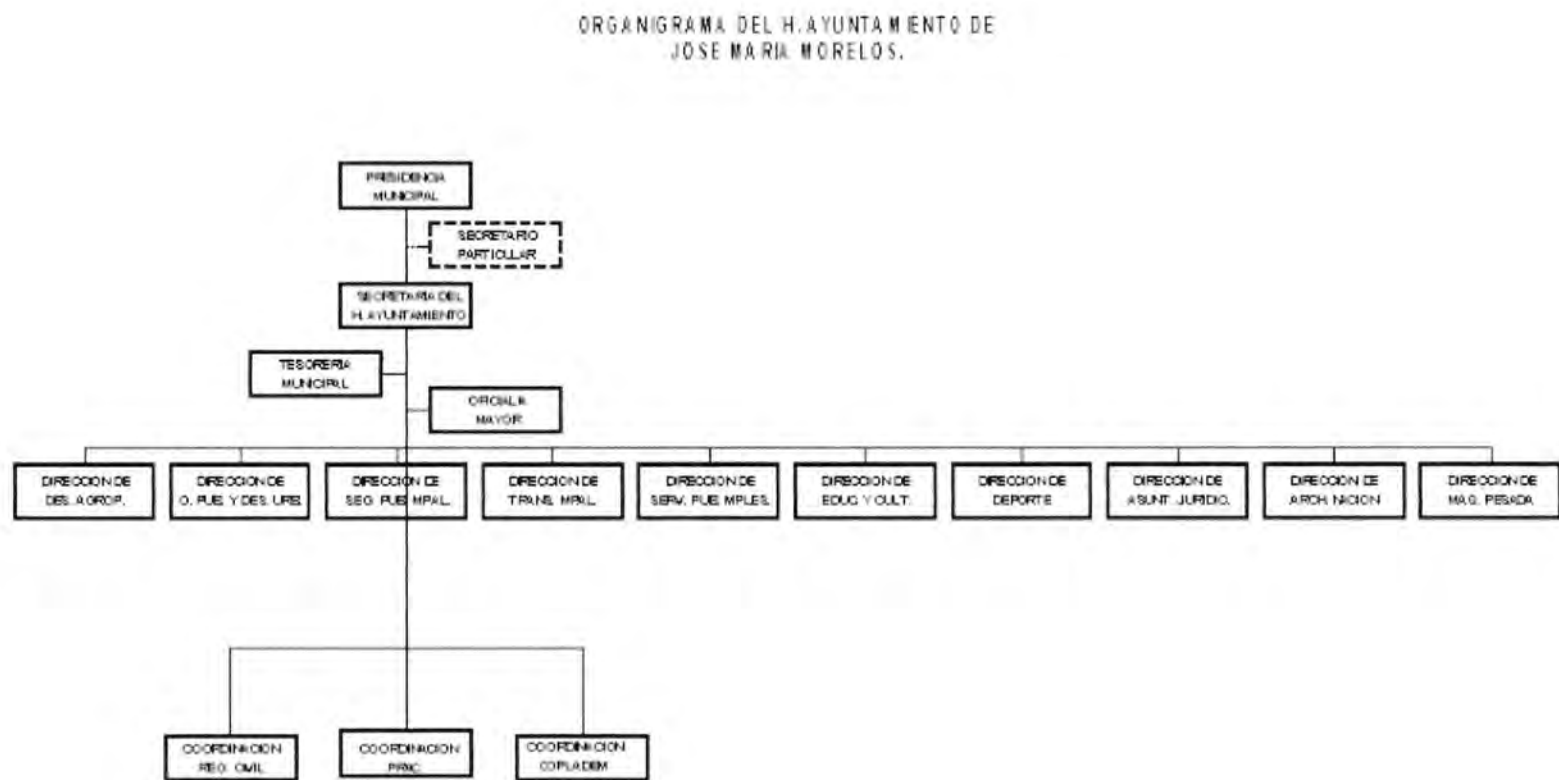 ORGANIGRAMA DEL H. AYUNTAMIENTO DE
JOSE MARIA MORELOS.
PRESIDENCIA
MUNICIPAL
SECRETARIO
PARTICULAR
SECRETARIA DEL
H. AYUNTAMIENTO
TESORERIA
MUNICIPAL
OFICIALIA
MAYOR
DIRECCION DE
DES. AGROP.
DIRECCION DE
O. PUB. Y DES. URB.
DIRECCION DE
SEG. PUB. MPAL.
DIRECCION DE
TRANS. MPAL.
DIRECCION DE
SERV. PUB. MPLES.
DIRECCION DE
EDUC. Y CULT.
DIRECCION DE
DEPORTE
DIRECCION DE
ASUNT. JURIDIC.
DIRECCION DE
ARCH. NACION
DIRECCION DE
MAQ. PESADA
COORDINACION
REG. CIVIL
COORDINACION
COORDINACION
COPLADEM